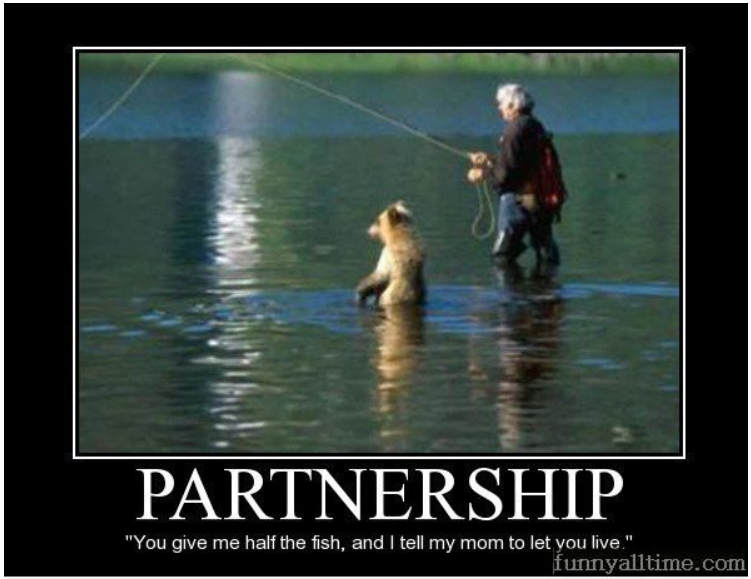 PARTNERSHIP
"You give me half the fish, and I tell my mom to let you live."
funnyalltime.com